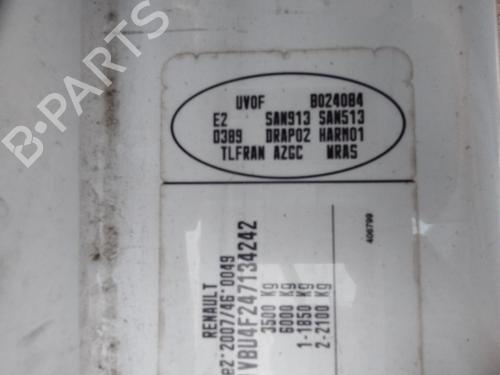 UVOF B024084
E2 SAN913 SAN513
0389 DRAP02 HARM01
TLFRAN AZGC MRAS
406799
RENAULT
e2*2007/46*0049
VBU4F247134242
3500 Kg
6000 Kg
1-1850 Kg
2-2100 Kg
B-Parts